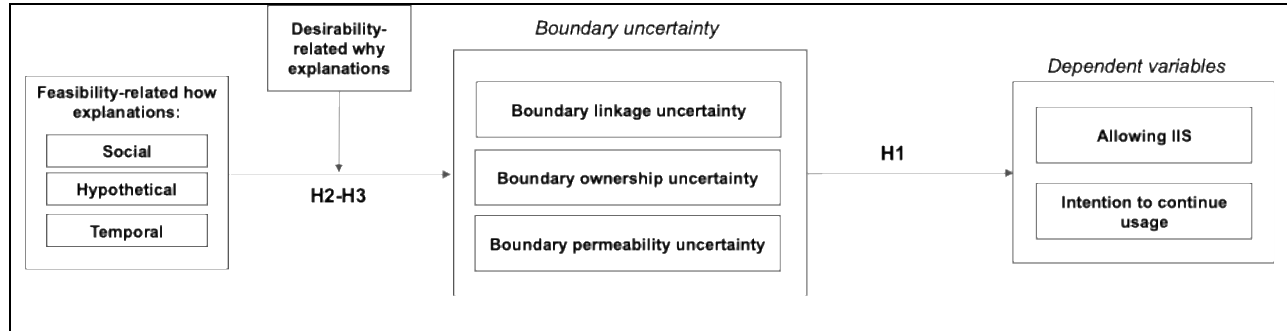 Desirability-
related why
explanations
Boundary uncertainty
Dependent variables
Feasibility-related how
explanations:
Social
Hypothetical
Temporal
H2-H3
Boundary linkage uncertainty
Boundary ownership uncertainty
Boundary permeability uncertainty
H1
Allowing IIS
Intention to continue
usage